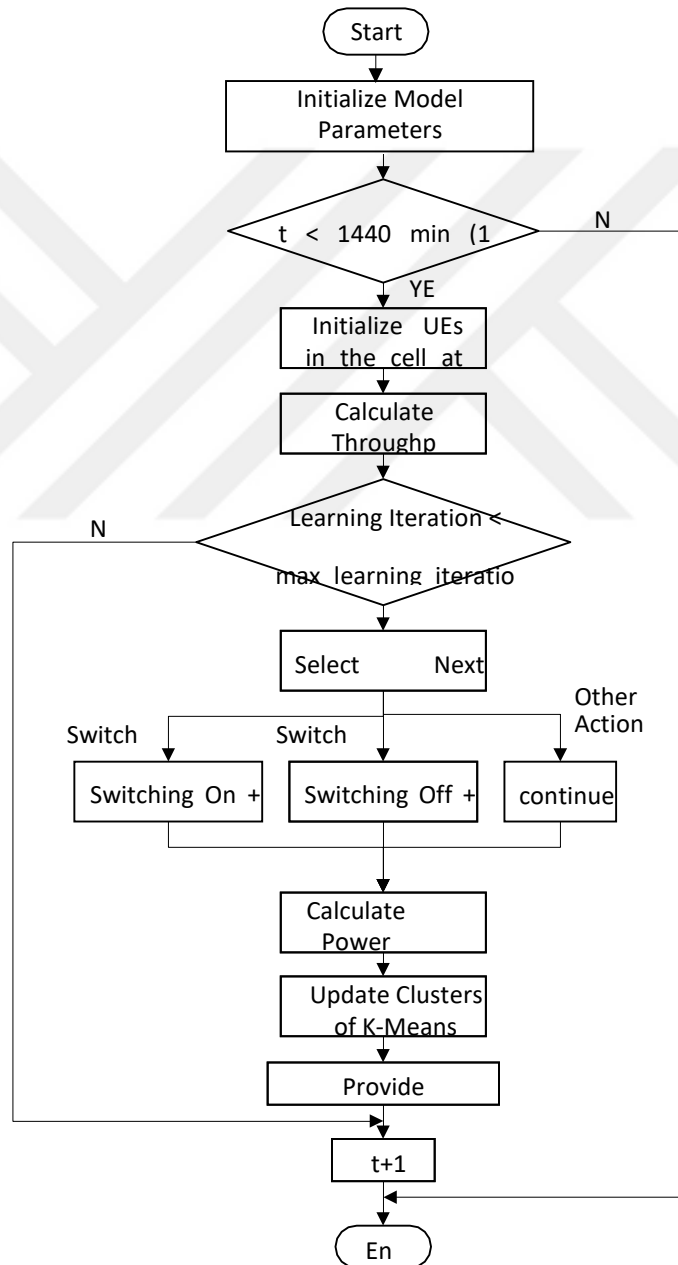 Start
Initialize Model
Parameters
t < 1440 min (1
N
YE
Initialize UEs
in the cell at
Calculate
Throughp
Learning Iteration <
N
max learning iteratio
Select Next
Other
Action
Switch
Switch
Switching On +
Switching Off +
continue
Calculate
Power
Update Clusters
of K-Means
Provide
t+1
En